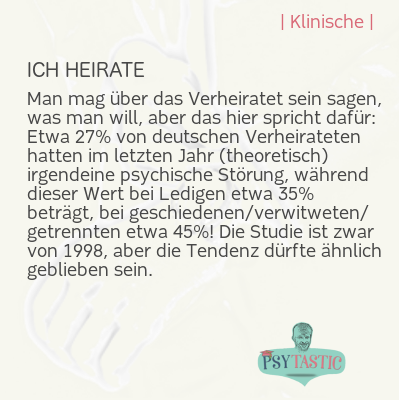 | Klinische |
ICH HEIRATE
Man mag über das Verheiratet sein sagen,
was man will, aber das hier spricht dafür:
Etwa 27% von deutschen Verheirateten
hatten im letzten Jahr (theoretisch)
irgendeine psychische Störung, während
dieser Wert bei Ledigen etwa 35%
beträgt, bei geschiedenen/verwitweten/
getrennten etwa 45%! Die Studie ist zwar
von 1998, aber die Tendenz dürfte ähnlich
geblieben sein.
PSYTASTIC